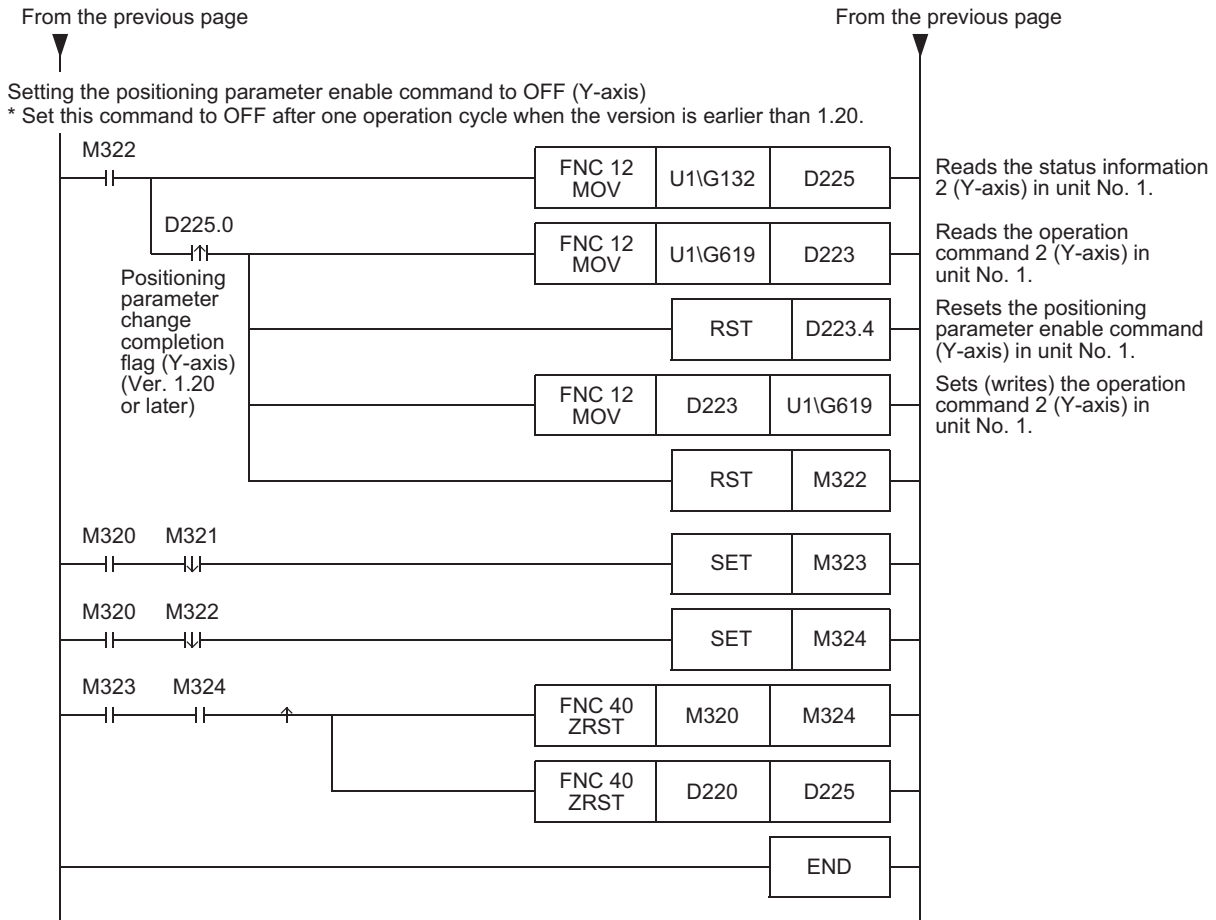 From the previous page
From the previous page
Setting the positioning parameter enable command to OFF (Y-axis)
* Set this command to OFF after one operation cycle when the version is earlier than 1.20.
M322
FNC 12
MOV
U1\G132
D225
Reads the status information
2 (Y-axis) in unit No. 1.
D225.0
Positioning
parameter
change
completion
flag (Y-axis)
(Ver. 1.20
or later)
FNC 12
MOV
U1\G619
D223
Reads the operation
command 2 (Y-axis) in
unit No. 1.
RST
D223.4
Resets the positioning
parameter enable command
(Y-axis) in unit No. 1.
FNC 12
MOV
D223
U1\G619
Sets (writes) the operation
command 2 (Y-axis) in
unit No. 1.
RST
M322
M320
M321
SET
M323
M320
M322
SET
M324
M323
M324
FNC 40
ZRST
M320
M324
FNC 40
ZRST
D220
D225
END